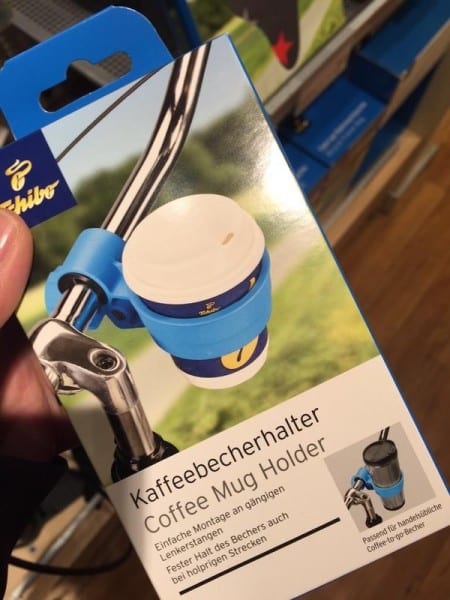 Tchibo
Tchibo
Kaffeebecherhalter
Coffee Mug Holder
Einfache Montage an gängigen
Lenkerstangen
Fester Halt des Bechers auch
bei holprigen Strecken
Passend für handelsübliche
Coffee-to-go-Becher